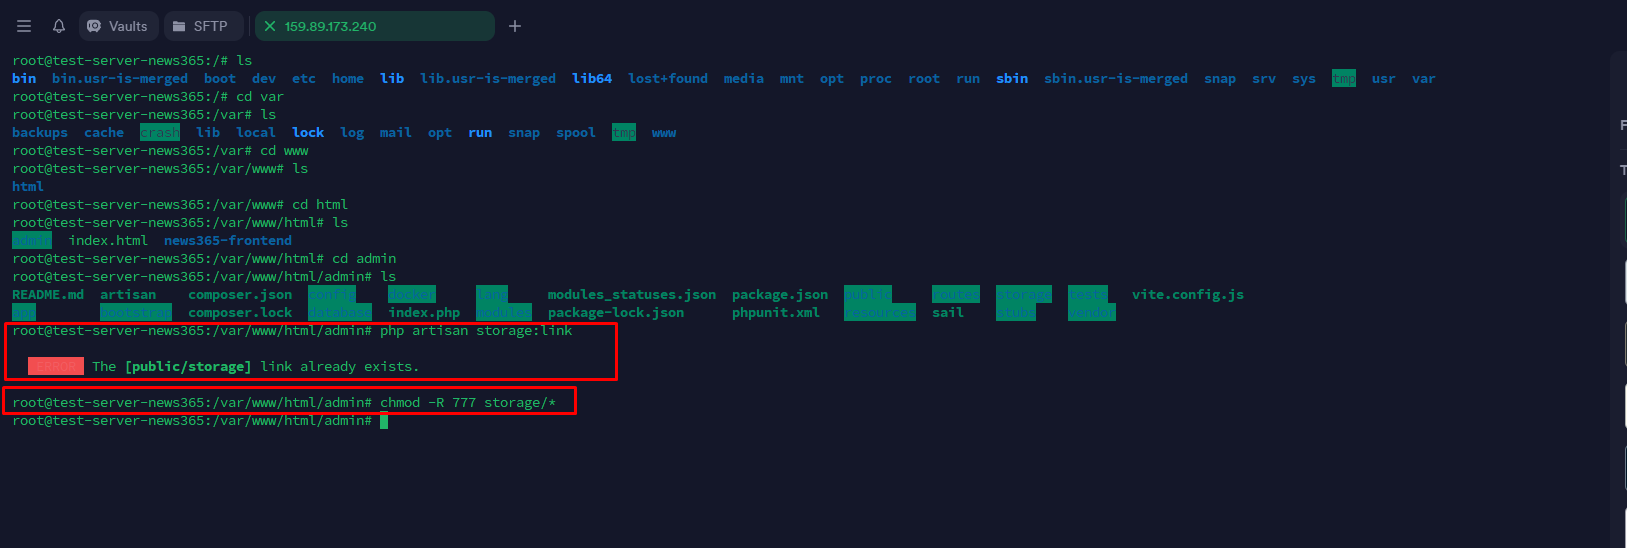 Vaults SFTP 159.89.173.240
root@test-server-news365:/# ls
bin bin.usr-is-merged boot dev etc home lib lib.usr-is-merged lib64 lost+found media mnt opt proc root run sbin sbin.usr-is-merged snap srv sys tmp usr var
root@test-server-news365:/# cd var
root@test-server-news365:/var# ls
backups cache crash lib local lock log mail opt run snap spool tmp www
root@test-server-news365:/var# cd www
root@test-server-news365:/var/www# ls
html
root@test-server-news365:/var/www# cd html
root@test-server-news365:/var/www/html# ls
admin index.html news365-frontend
root@test-server-news365:/var/www/html# cd admin
root@test-server-news365:/var/www/html/admin# ls
README.md artisan composer.json config docker lang modules_statuses.json package.json public routes storage tests vite.config.js
app bootstrap composer.lock database index.php modules package-lock.json phpunit.xml resources sail stubs vendor
root@test-server-news365:/var/www/html/admin# php artisan storage:link
ERROR The [public/storage] link already exists.
root@test-server-news365:/var/www/html/admin# chmod -R 777 storage/*
root@test-server-news365:/var/www/html/admin#